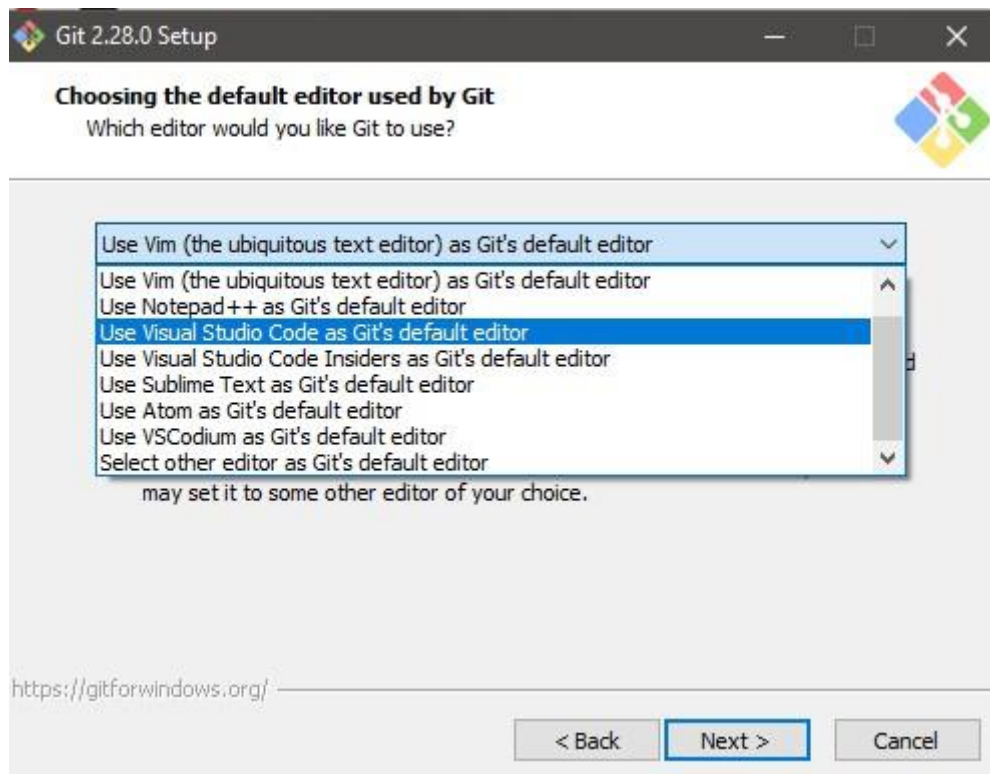 Git 2.28.0 Setup
Choosing the default editor used by Git
Which editor would you like Git to use?
Use Vim (the ubiquitous text editor) as Git's default editor
Use Vim (the ubiquitous text editor) as Git's default editor
Use Notepad++ as Git's default editor
Use Visual Studio Code as Git's default editor
Use Visual Studio Code Insiders as Git's default editor
Use Sublime Text as Git's default editor
Use Atom as Git's default editor
Use VSCodium as Git's default editor
Select other editor as Git's default editor
may set it to some other editor of your choice.
https://gitforwindows.org/
< Back
Next >
Cancel